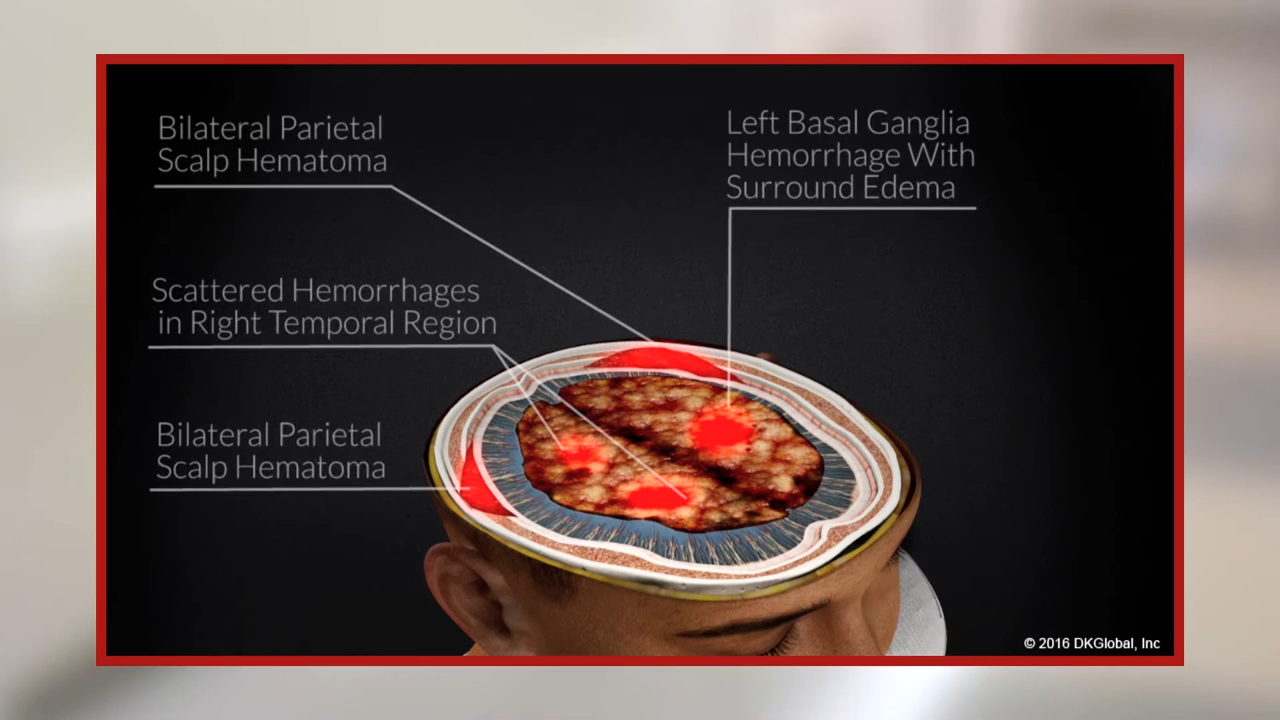 Bilateral Parietal
Scalp Hematoma
Left Basal Ganglia
Hemorrhage With
Surround Edema
Scattered Hemorrhages
in Right Temporal Region
Bilateral Parietal
Scalp Hematoma
© 2016 DKGlobal, Inc